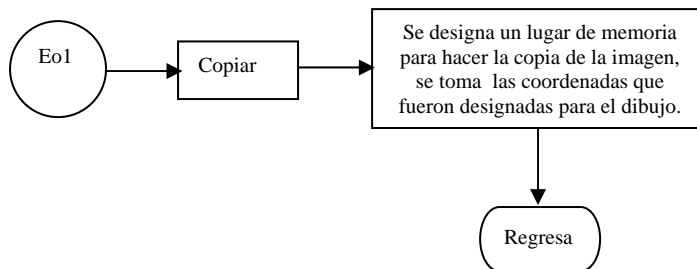 Eo1
Copiar
Se designa un lugar de memoria
para hacer la copia de la imagen,
se toma las coordenadas que
fueron designadas para el dibujo.
Regresa